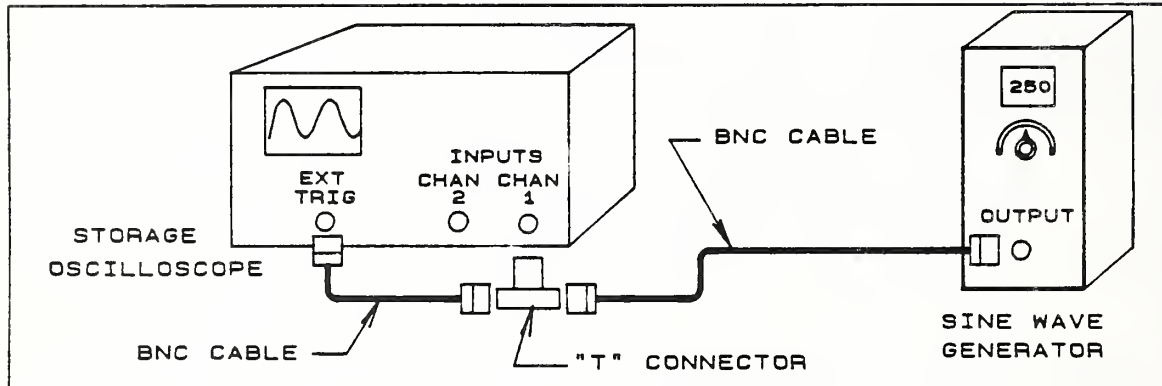 250
BNC CABLE
INPUTS
EXT
TRIG
CHAN CHAN
2 1
OUTPUT
STORAGE
OSCILLOSCOPE
SINE WAVE
GENERATOR
BNC CABLE
"T" CONNECTOR